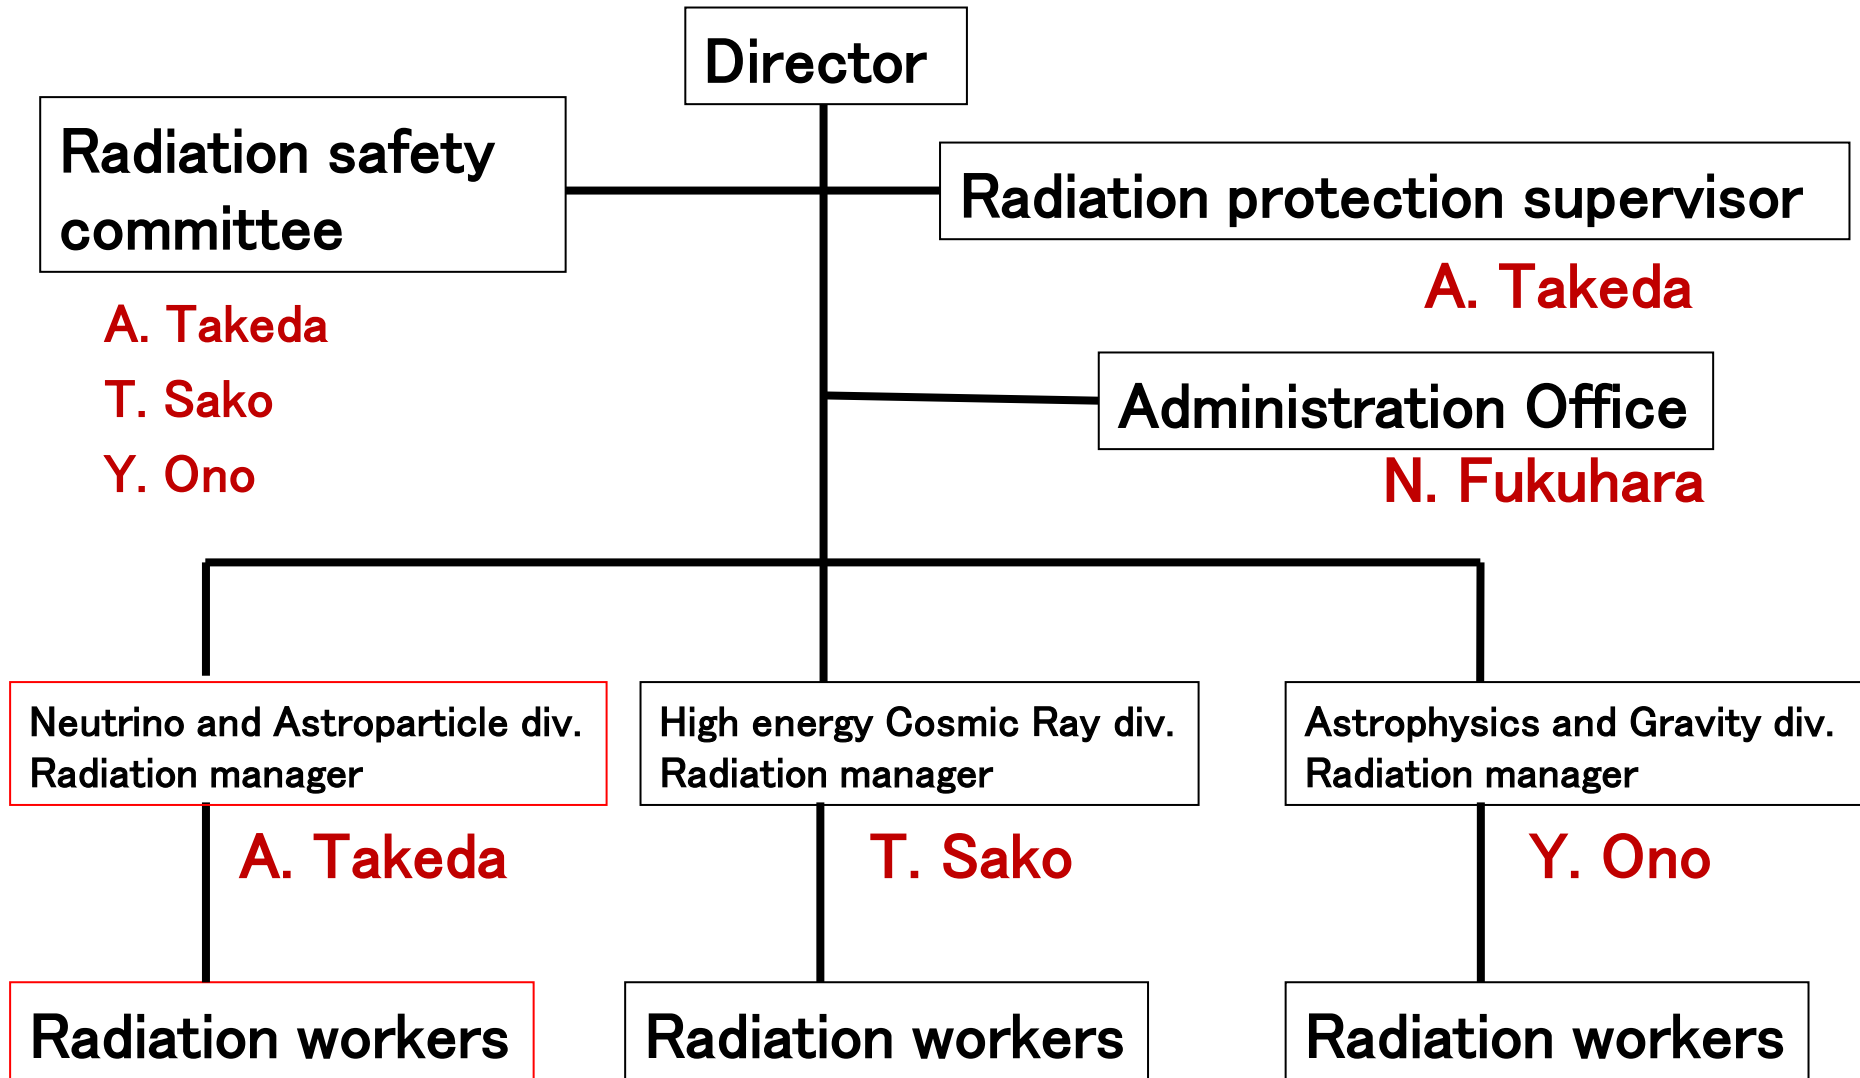 Director
Radiation safety
committee
Radiation protection supervisor
A. Takeda
A. Takeda
T. Sako
Y. Ono
Administration Office
N. Fukuhara
Neutrino and Astroparticle div.
Radiation manager
High energy Cosmic Ray div.
Radiation manager
Astrophysics and Gravity div.
Radiation manager
A. Takeda
T. Sako
Y. Ono
Radiation workers
Radiation workers
Radiation workers